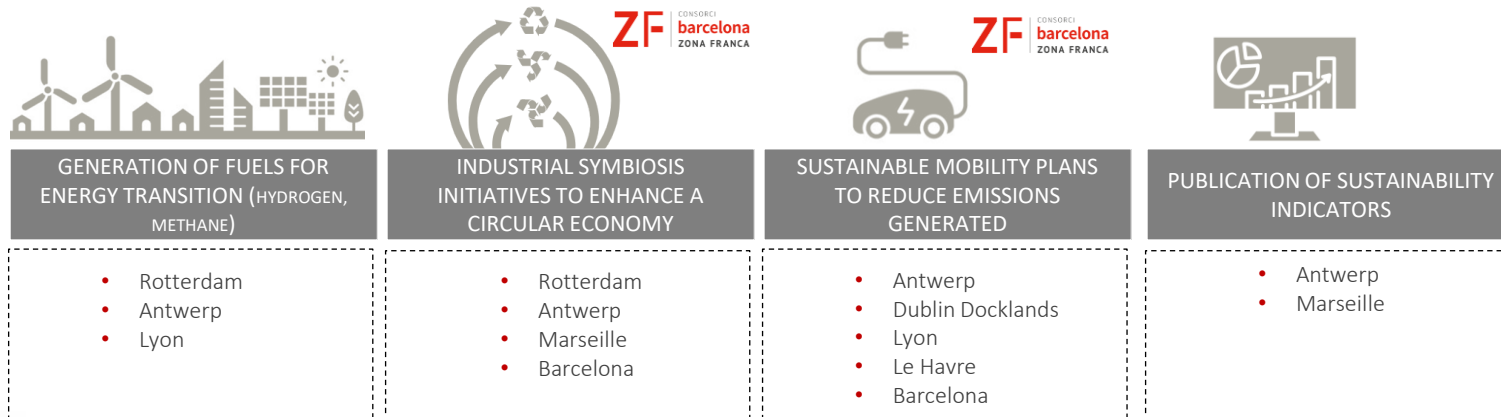 ZF
CONSORCI
barcelona
ZONA FRANCA
ZF
CONSORCI
barcelona
ZONA FRANCA
GENERATION OF FUELS FOR
ENERGY TRANSITION (HYDROGEN,
METHANE)
• Rotterdam
• Antwerp
• Lyon
INDUSTRIAL SYMBIOSIS
INITIATIVES TO ENHANCE A
CIRCULAR ECONOMY
• Rotterdam
• Antwerp
• Marseille
• Barcelona
SUSTAINABLE MOBILITY PLANS
TO REDUCE EMISSIONS
GENERATED
• Antwerp
• Dublin Docklands
• Lyon
• Le Havre
• Barcelona
PUBLICATION OF SUSTAINABILITY
INDICATORS
• Antwerp
• Marseille